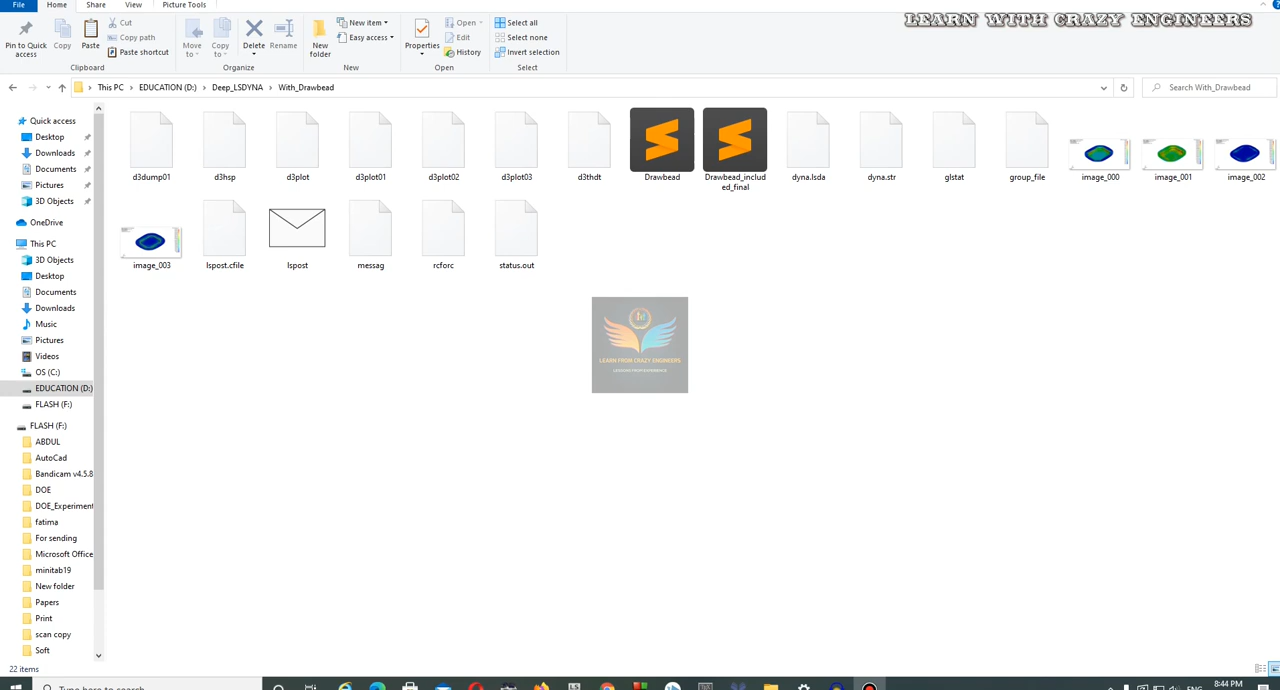 File
Home
Share
View
Picture Tools
LEARN WITH CRAZY ENGINEERS
Pin to Quick
access
Copy
Paste
Cut
Copy path
Paste shortcut
Clipboard
Move
to
Copy
to
Delete
Rename
Organize
New
folder
New item
Easy access
New
Properties
Open
Edit
History
Open
Select all
Select none
Invert selection
Select
This PC > EDUCATION (D:) > Deep_LSDYNA > With_Drawbead
Search With_Drawbead
Quick access
Desktop
Downloads
Documents
Pictures
3D Objects
OneDrive
This PC
3D Objects
Desktop
Documents
Downloads
Music
Pictures
Videos
OS (C:)
EDUCATION (D:)
FLASH (F:)
FLASH (F:)
ABDUL
AutoCad
Bandicam v4.5.8
DOE
DOE_Experiment
fatima
For sending
Microsoft Office
minitab19
New folder
Papers
Print
scan copy
Soft
d3dump01
d3hsp
d3plot
d3plot01
d3plot02
d3plot03
d3thdt
Drawbead
Drawbead_includ
ed_final
dyna.lsda
dyna.str
glstat
group_file
image_000
image_001
image_002
image_003
lspost.cfile
lspost
messag
rcforc
status.out
LEARN FROM CRAZY ENGINEERS
22 items
Type here to search
ENG
8:44 PM